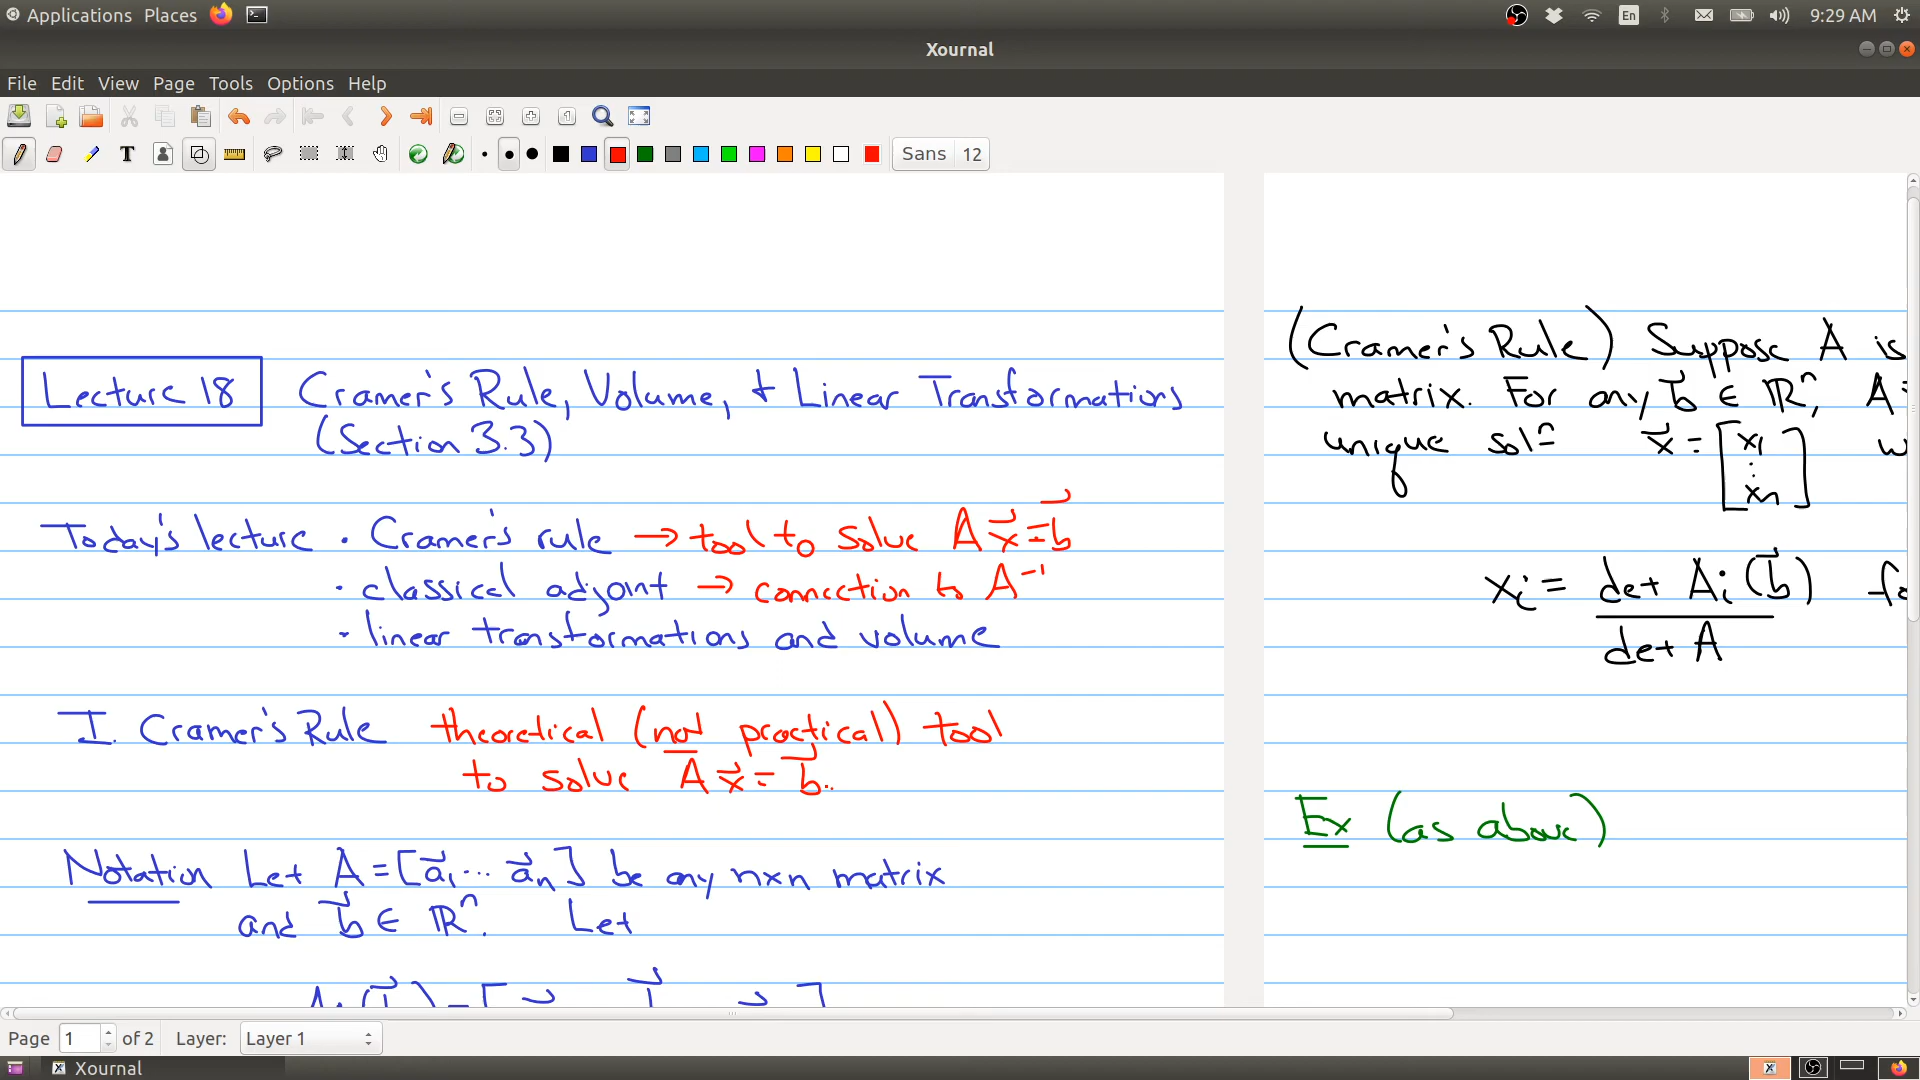 Applications Places En 9:29 AM
Xournal
File Edit View Page Tools Options Help
T Sans 12
Lecture 18 Cramer's Rule, Volume, + Linear Transformations
(Section 3.3)
Today's lecture • Cramer's rule → tool to solve A x⃗ = b⃗
• classical adjoint → connection to A⁻¹
• linear transformations and volume
I. Cramer's Rule theoretical (not practical) tool
to solve A x⃗ = b⃗.
Notation Let A = [a⃗₁ ⋯ a⃗ₙ] be any nxn matrix
and b⃗ ∈ ℝⁿ. Let
(Cramer's Rule) Suppose A is
matrix. For any b⃗ ∈ ℝⁿ, A
unique solⁿ x⃗ = [x₁ ⋮ xₙ] w
xᵢ = det Aᵢ(b⃗) / det A fo
Ex (as above)
Page 1 of 2 Layer: Layer 1
Xournal